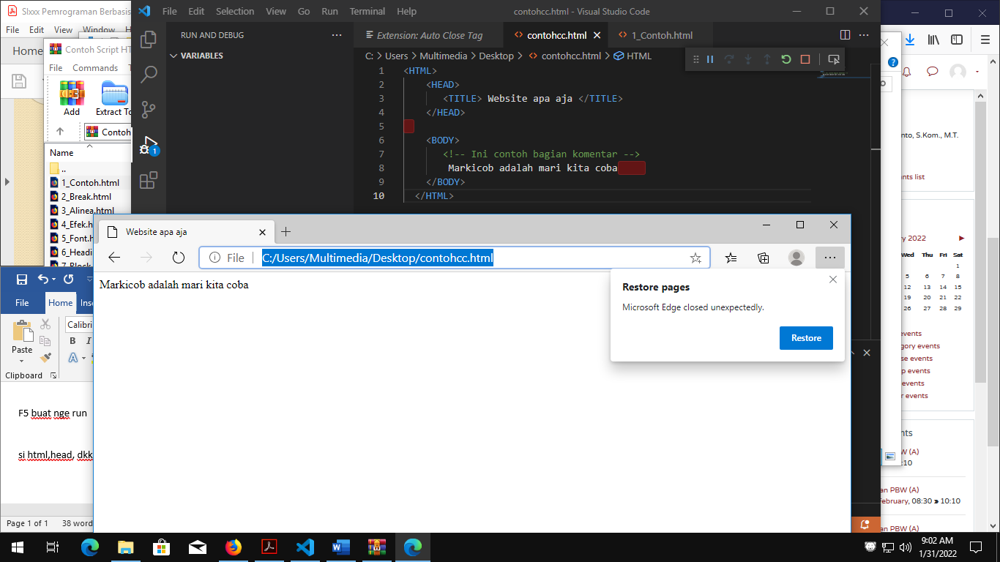 SIxxx Pemrograman Berbasis
File Edit View Window
Home
Contoh Script HT
File Commands
Add
Extract To
Contoh
Name
..
1_Contoh.html
2_Break.html
3_Alinea.html
4_Efek.h
5_Font.h
6_Headi
File Edit Selection View Go Run Terminal Help
contohcc.html - Visual Studio Code
RUN AND DEBUG
VARIABLES
1
Extension: Auto Close Tag
contohcc.html
1_Contoh.html
C: > Users > Multimedia > Desktop > contohcc.html > HTML
1 <HTML>
2 <HEAD>
3 <TITLE> Website apa aja </TITLE>
4 </HEAD>
5
6 <BODY>
7 <!-- Ini contoh bagian komentar -->
8 Markicob adalah mari kita coba
9 </BODY>
10 </HTML>
Website apa aja
File C:/Users/Multimedia/Desktop/contohcc.html
Markicob adalah mari kita coba
Restore pages
Microsoft Edge closed unexpectedly.
Restore
File Home Inse
Calibri
B I
A
Paste
Clipboard
F5 buat nge run
si html,head, dkk
Page 1 of 1 38 word
nto, S.Kom., M.T.
nts list
ry 2022
Wed Thu Fri Sat
1
5 6 7 8
12 13 14 15
19 20 21 22
26 27 28 29
events
gory events
se events
p events
events
r events
nts
W (A)
:10
an PBW (A)
February, 08:30 » 10:10
an PBW (A)
9:02 AM
1/31/2022